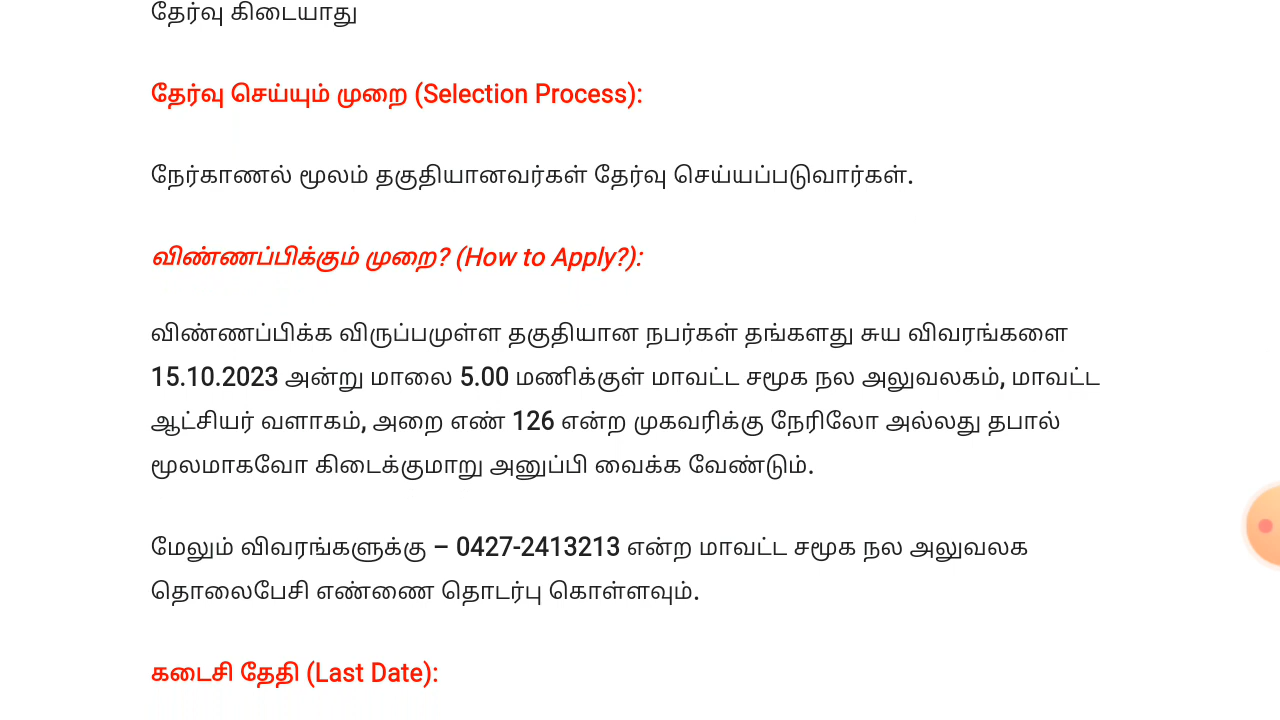 தேர்வு கிடையாது
தேர்வு செய்யும் முறை (Selection Process):
நேர்காணல் மூலம் தகுதியானவர்கள் தேர்வு செய்யப்படுவார்கள்.
விண்ணப்பிக்கும் முறை? (How to Apply?):
விண்ணப்பிக்க விருப்பமுள்ள தகுதியான நபர்கள் தங்களது சுய விவரங்களை
15.10.2023 அன்று மாலை 5.00 மணிக்குள் மாவட்ட சமூக நல அலுவலகம், மாவட்ட
ஆட்சியர் வளாகம், அறை எண் 126 என்ற முகவரிக்கு நேரிலோ அல்லது தபால்
மூலமாகவோ கிடைக்குமாறு அனுப்பி வைக்க வேண்டும்.
மேலும் விவரங்களுக்கு – 0427-2413213 என்ற மாவட்ட சமூக நல அலுவலக
தொலைபேசி எண்ணை தொடர்பு கொள்ளவும்.
கடைசி தேதி (Last Date):